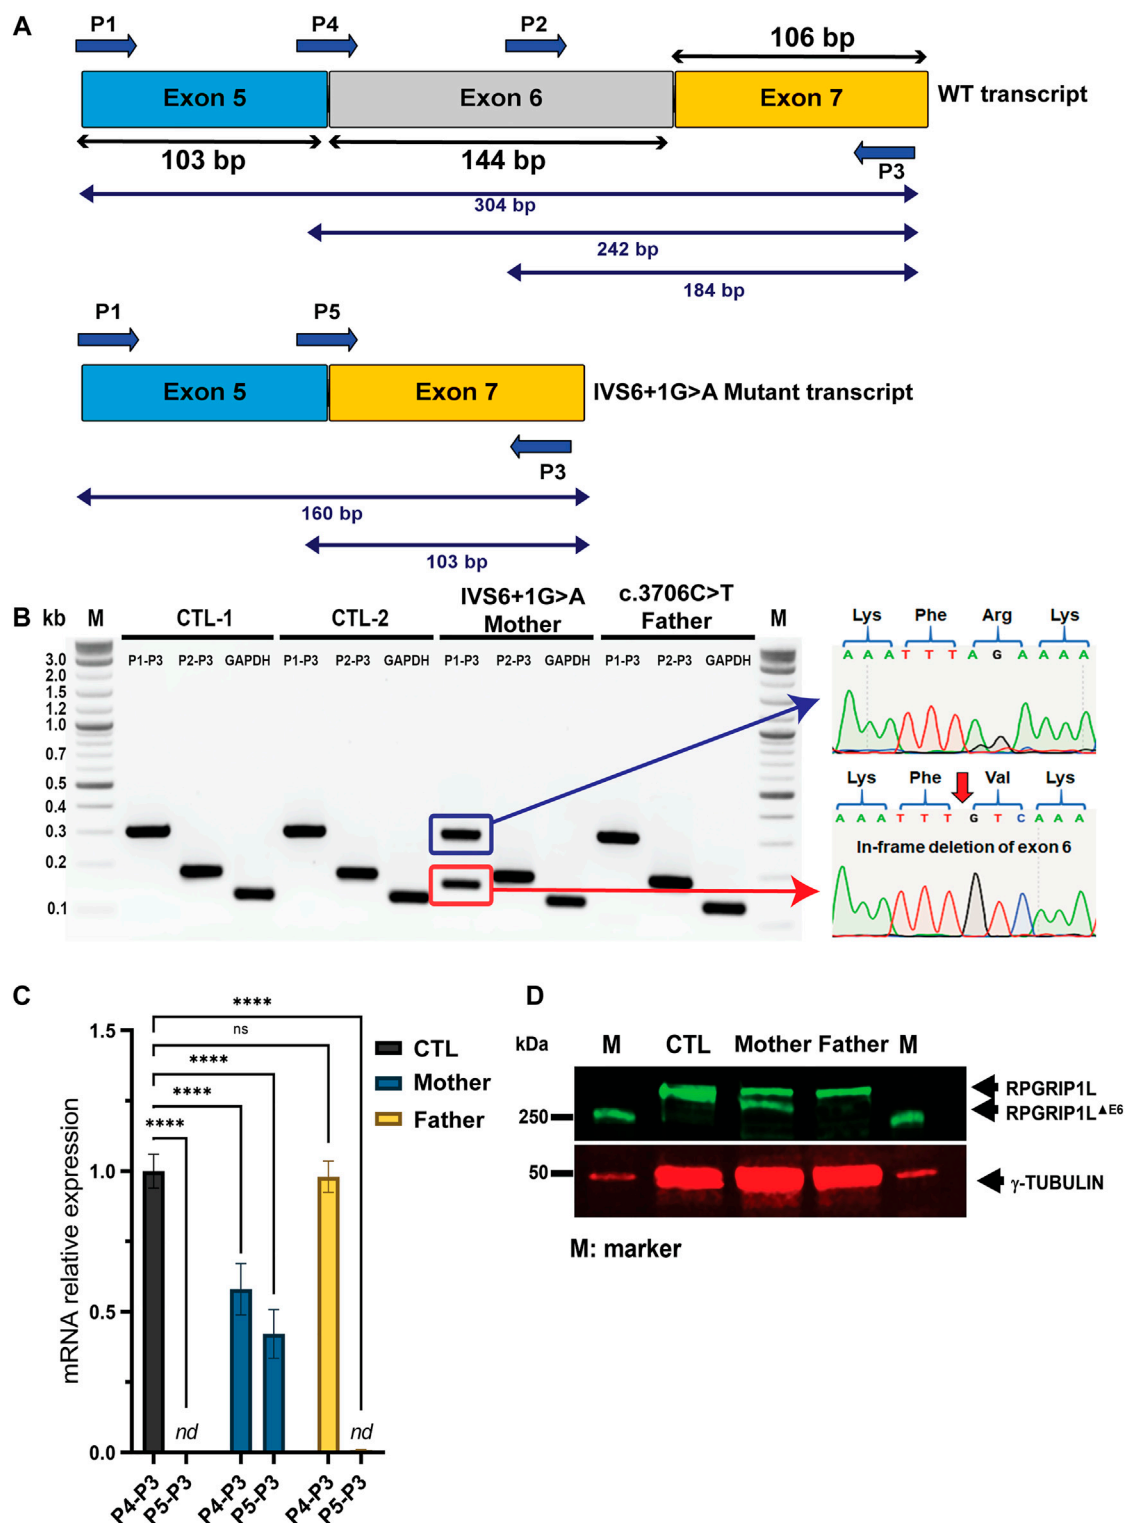 A
P1
P4
P2
106 bp
Exon 5
Exon 6
Exon 7
WT transcript
103 bp
144 bp
P3
304 bp
242 bp
184 bp
P1
P5
Exon 5
Exon 7
IVS6+1G>A Mutant transcript
P3
160 bp
103 bp
B
kb
M
CTL-1
CTL-2
IVS6+1G>A
Mother
c.3706C>T
Father
M
P1-P3
P2-P3
GAPDH
P1-P3
P2-P3
GAPDH
P1-P3
P2-P3
GAPDH
P1-P3
P2-P3
GAPDH
3.0
2.0
1.5
1.2
1.0
0.7
0.5
0.4
0.3
0.2
0.1
Lys Phe Arg Lys
A A A T T T A G A A A A
Lys Phe Val Lys
A A A T T T G T C A A A
In-frame deletion of exon 6
C
mRNA relative expression
1.5
1.0
0.5
0.0
****
ns
****
****
****
nd
nd
CTL
Mother
Father
P4-P3
P5-P3
P4-P3
P5-P3
P4-P3
P5-P3
D
kDa
M
CTL
Mother
Father
M
250
50
RPGRIP1L
RPGRIP1L▲E6
γ-TUBULIN
M: marker